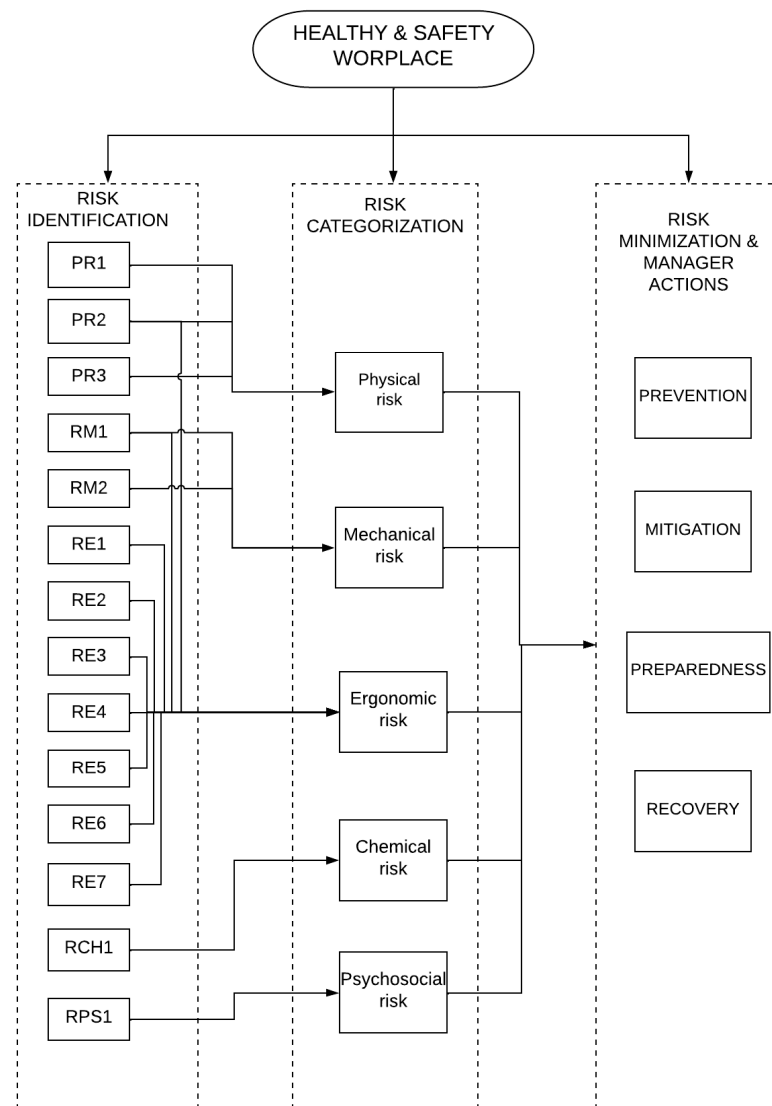 HEALTHY & SAFETY
WORPLACE
RISK
IDENTIFICATION
PR1
PR2
PR3
RM1
RM2
RE1
RE2
RE3
RE4
RE5
RE6
RE7
RCH1
RPS1
RISK
CATEGORIZATION
Physical
risk
Mechanical
risk
Ergonomic
risk
Chemical
risk
Psychosocial
risk
RISK
MINIMIZATION &
MANAGER
ACTIONS
PREVENTION
MITIGATION
PREPAREDNESS
RECOVERY